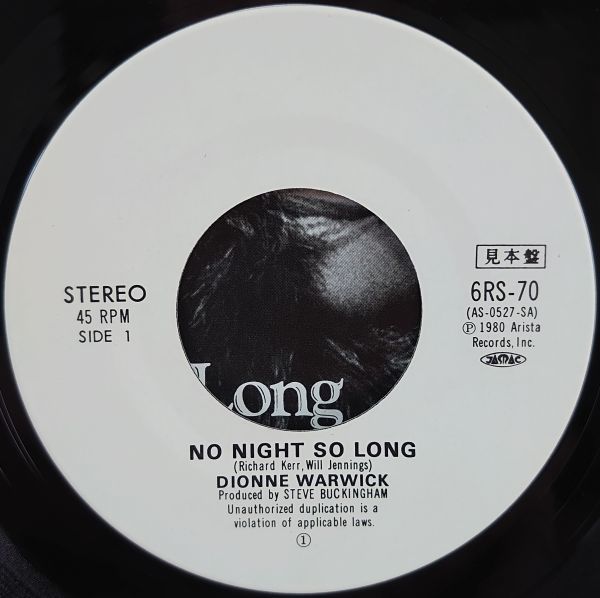 見本盤
STEREO
45 RPM
SIDE 1
6RS-70
(AS-0527-SA)
Ⓟ 1980 Arista
Records, Inc.
JASRAC
Long
NO NIGHT SO LONG
(Richard Kerr, Will Jennings)
DIONNE WARWICK
Produced by STEVE BUCKINGHAM
Unauthorized duplication is a
violation of applicable laws.
①